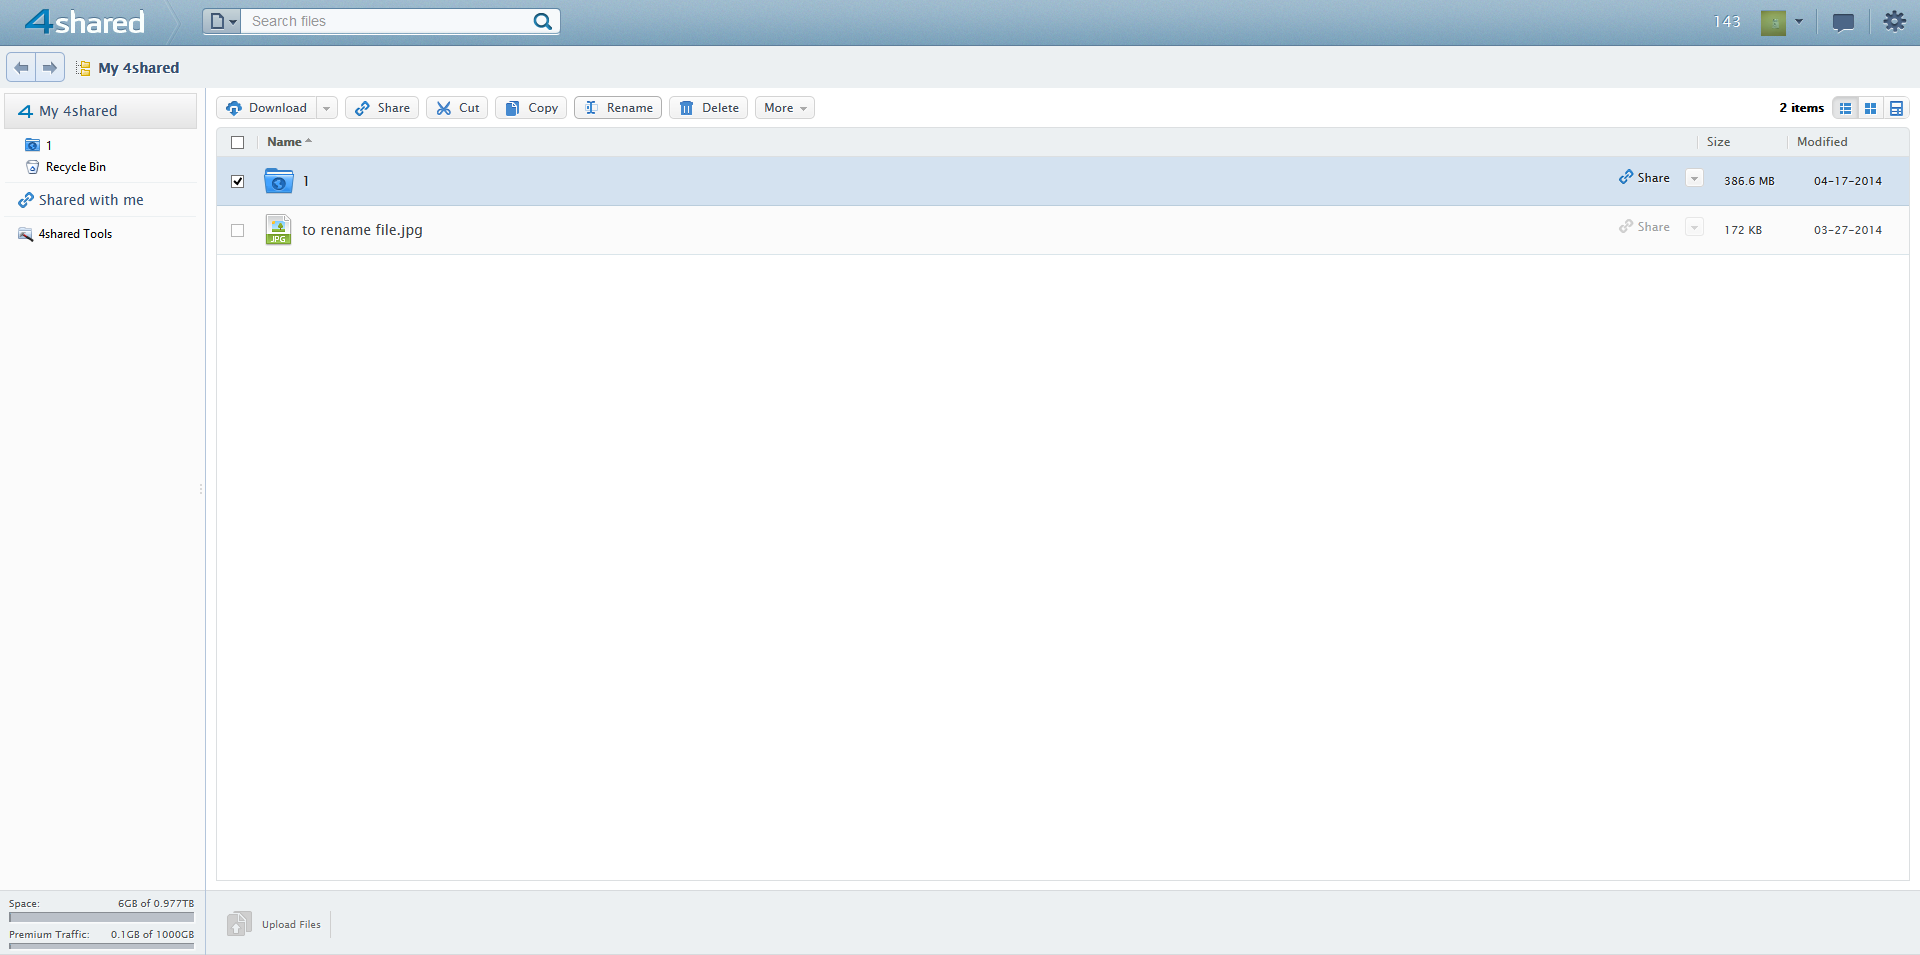 4shared
Search files
143
My 4shared
My 4shared
1
Recycle Bin
Shared with me
4shared Tools
Download Share Cut Copy Rename Delete More
2 items
Name Size Modified
1 Share 386.6 MB 04-17-2014
JPG to rename file.jpg Share 172 KB 03-27-2014
Space: 6GB of 0.977TB
Premium Traffic: 0.1GB of 1000GB
Upload Files